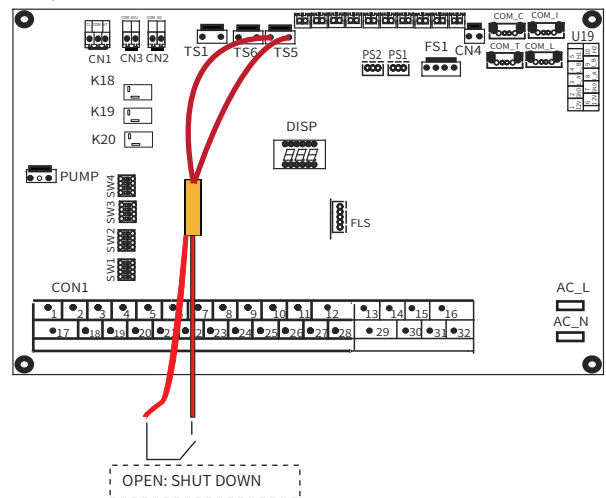 COM_C COM_I
U19
CN1 CN3 CN2
TS1 TS6 TS5
CN4
COM_T COM_L
PS2 PS1 FS1
K18
K19
K20
DISP
PUMP
SW4
SW3
SW2
SW1
FLS
CON1
AC_L
1 2 3 4 5 6 7 8 9 10 11 12 13 14 15 16
AC_N
17 18 19 20 21 22 23 24 25 26 27 28 29 30 31 32
OPEN: SHUT DOWN